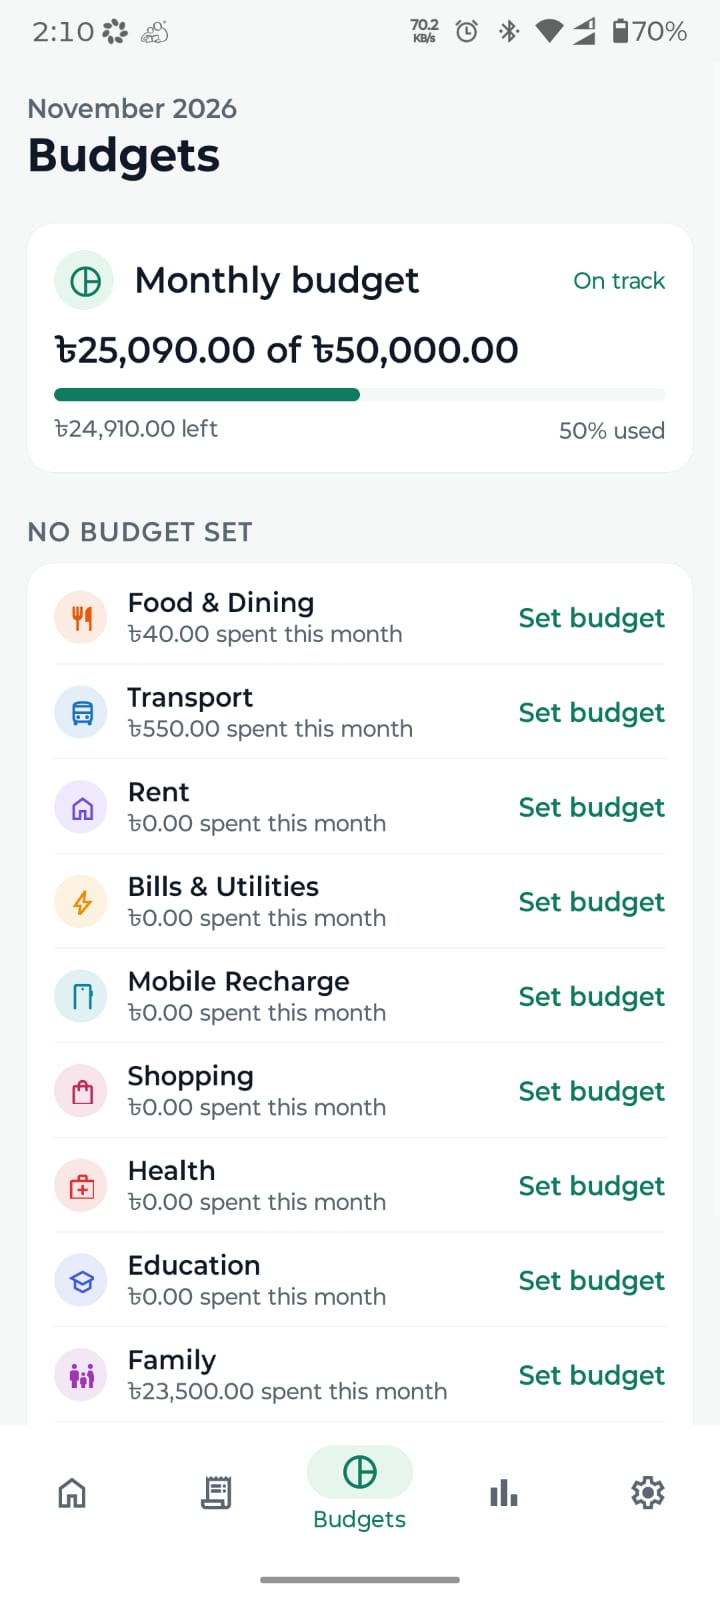 2:10
70.2 KB/s
70%
November 2026
Budgets
Monthly budget
On track
৳25,090.00 of ৳50,000.00
৳24,910.00 left
50% used
NO BUDGET SET
Food & Dining
৳40.00 spent this month
Set budget
Transport
৳550.00 spent this month
Set budget
Rent
৳0.00 spent this month
Set budget
Bills & Utilities
৳0.00 spent this month
Set budget
Mobile Recharge
৳0.00 spent this month
Set budget
Shopping
৳0.00 spent this month
Set budget
Health
৳0.00 spent this month
Set budget
Education
৳0.00 spent this month
Set budget
Family
৳23,500.00 spent this month
Set budget
Budgets